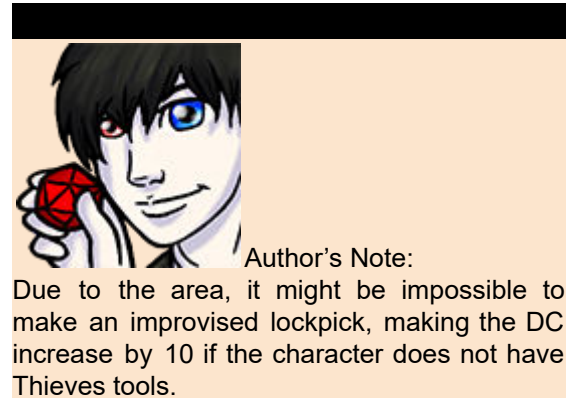 Author’s Note:
Due to the area, it might be impossible to
make an improvised lockpick, making the DC
increase by 10 if the character does not have
Thieves tools.